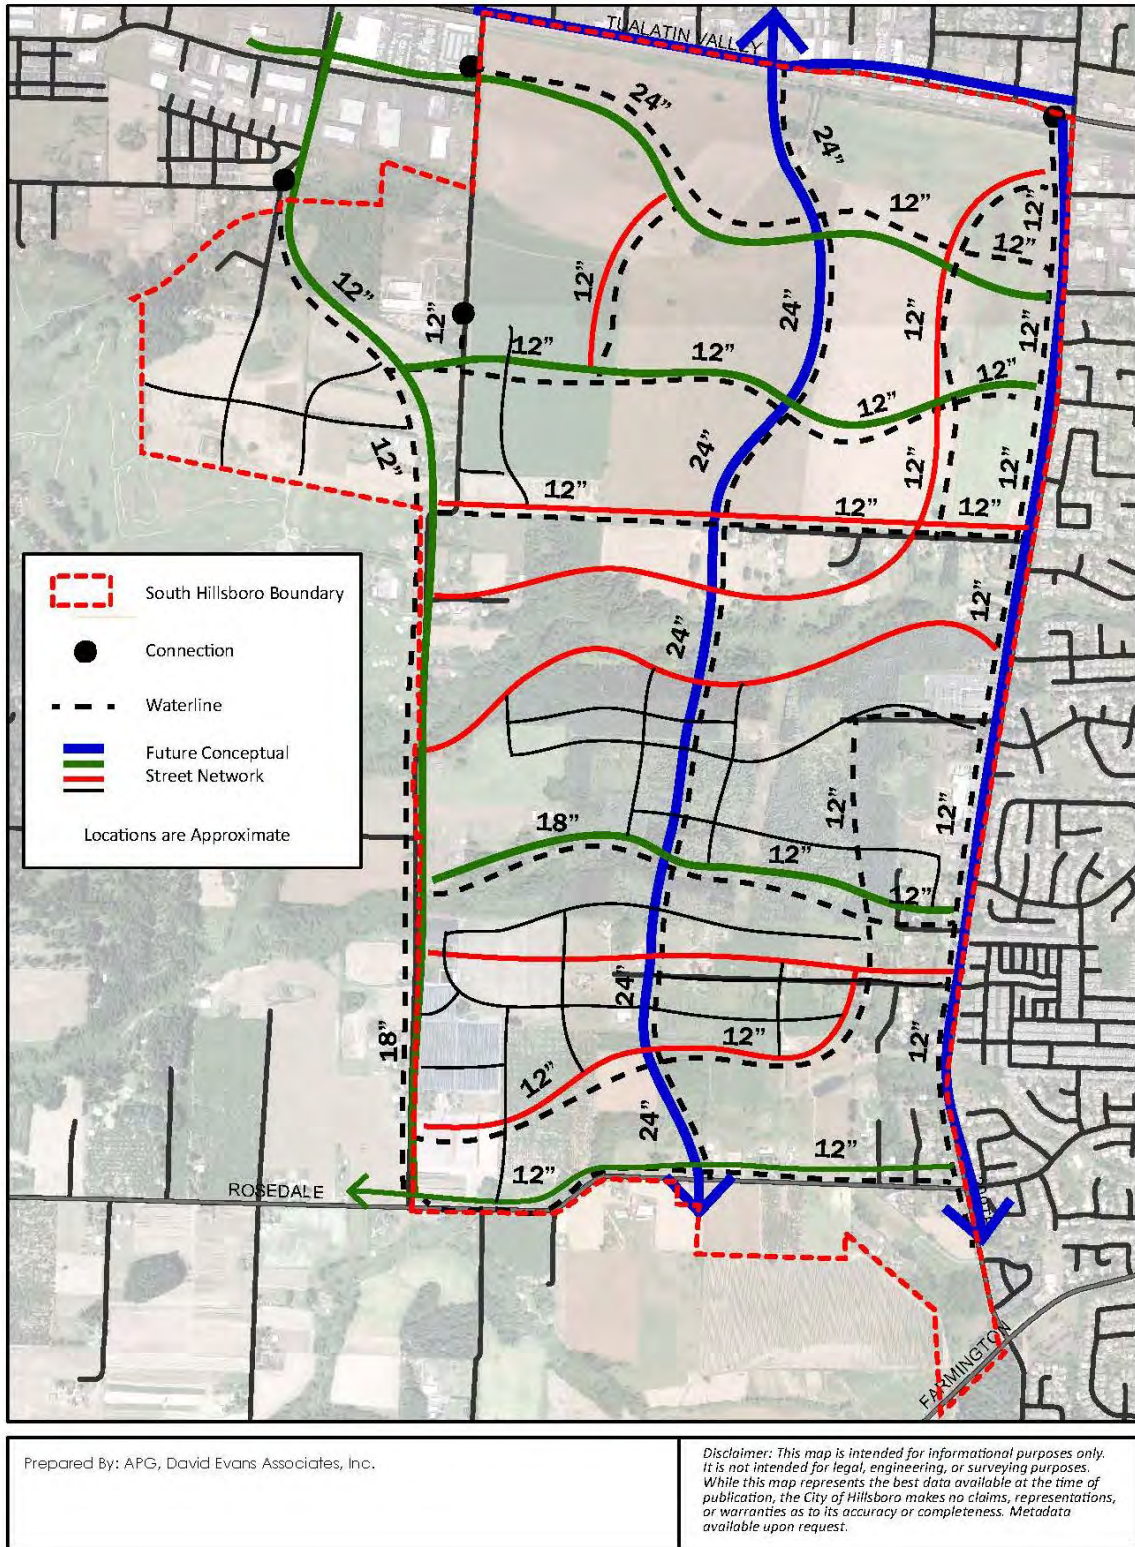 TUALATIN VALLEY
24”
24”
12”
12”
12”
12”
12”
12”
24”
12”
12”
12”
12”
12”
12”
12”
12”
24”
12”
12”
12”
12”
12”
12”
12”
24”
South Hillsboro Boundary
Connection
Waterline
Future Conceptual
Street Network
Locations are Approximate
12”
12”
18”
12”
12”
24”
18”
12”
12”
12”
24”
12”
12”
ROSEDALE
FARMINGTON
Prepared By: APG, David Evans Associates, Inc.
Disclaimer: This map is intended for informational purposes only.
It is not intended for legal, engineering, or surveying purposes.
While this map represents the best data available at the time of
publication, the City of Hillsboro makes no claims, representations,
or warranties as to its accuracy or completeness. Metadata
available upon request.